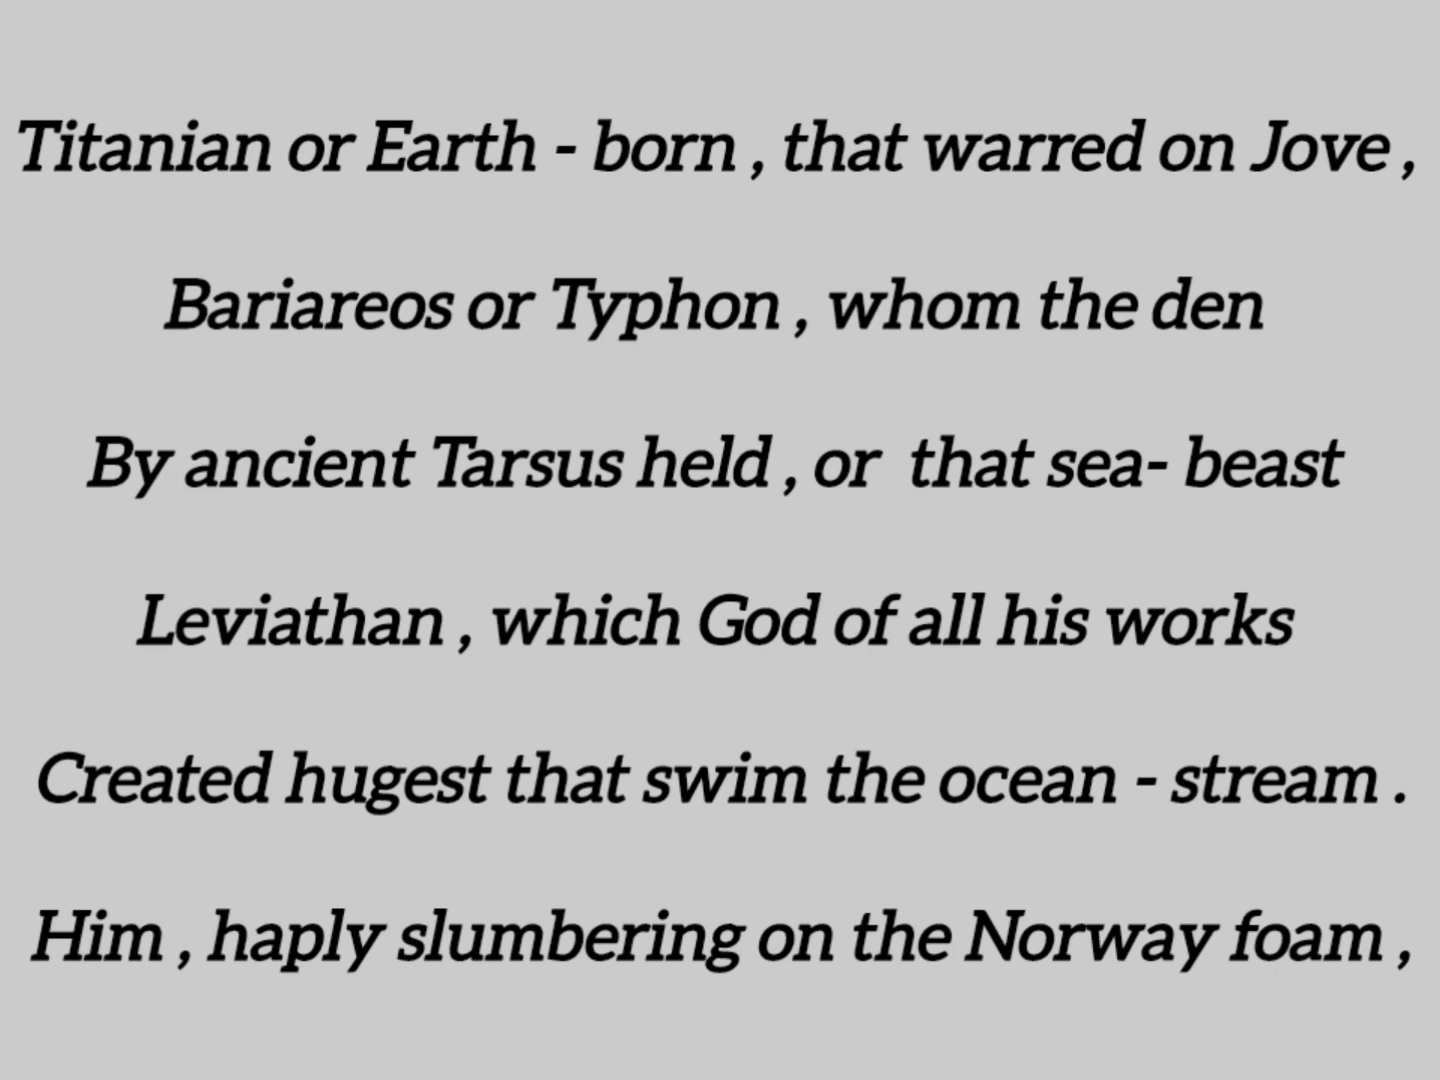 Titanian or Earth - born , that warred on Jove ,
Bariareos or Typhon , whom the den
By ancient Tarsus held , or  that sea- beast
Leviathan , which God of all his works
Created hugest that swim the ocean - stream .
Him , haply slumbering on the Norway foam ,